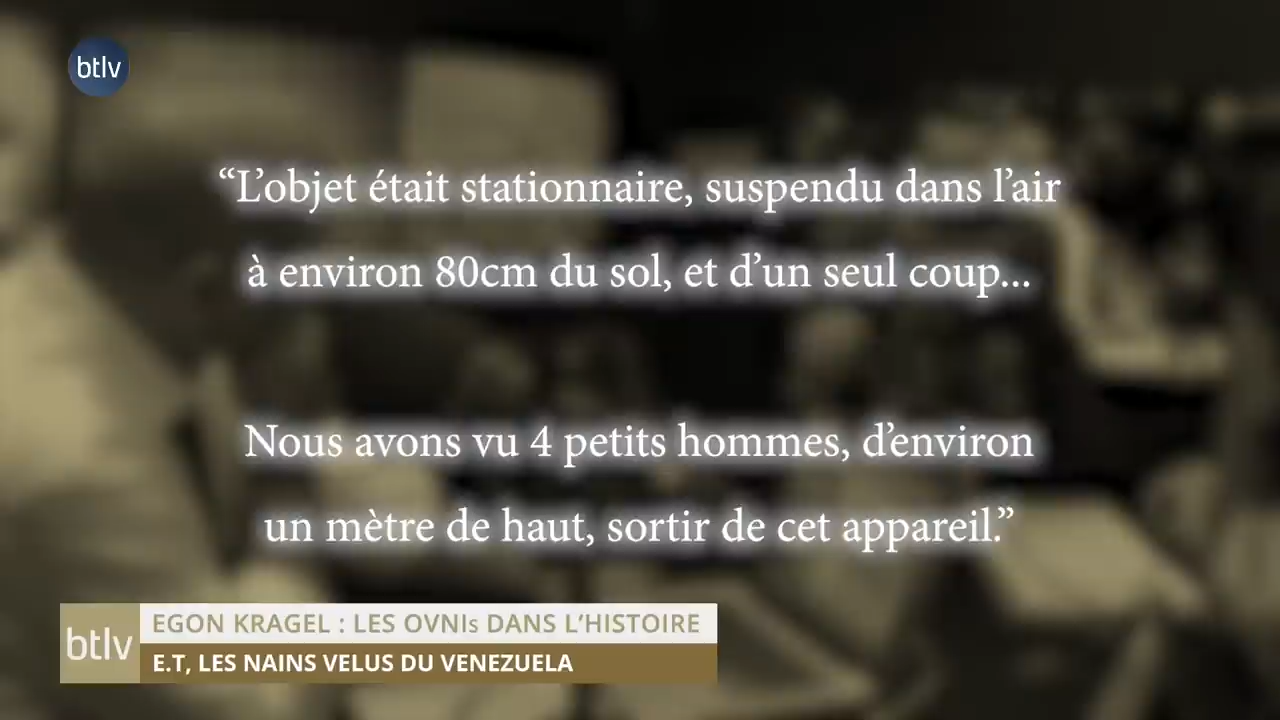 btlv
“L’objet était stationnaire, suspendu dans l’air
à environ 80cm du sol, et d’un seul coup...
Nous avons vu 4 petits hommes, d’environ
un mètre de haut, sortir de cet appareil.”
btlv
EGON KRAGEL : LES OVNIs DANS L’HISTOIRE
E.T, LES NAINS VELUS DU VENEZUELA